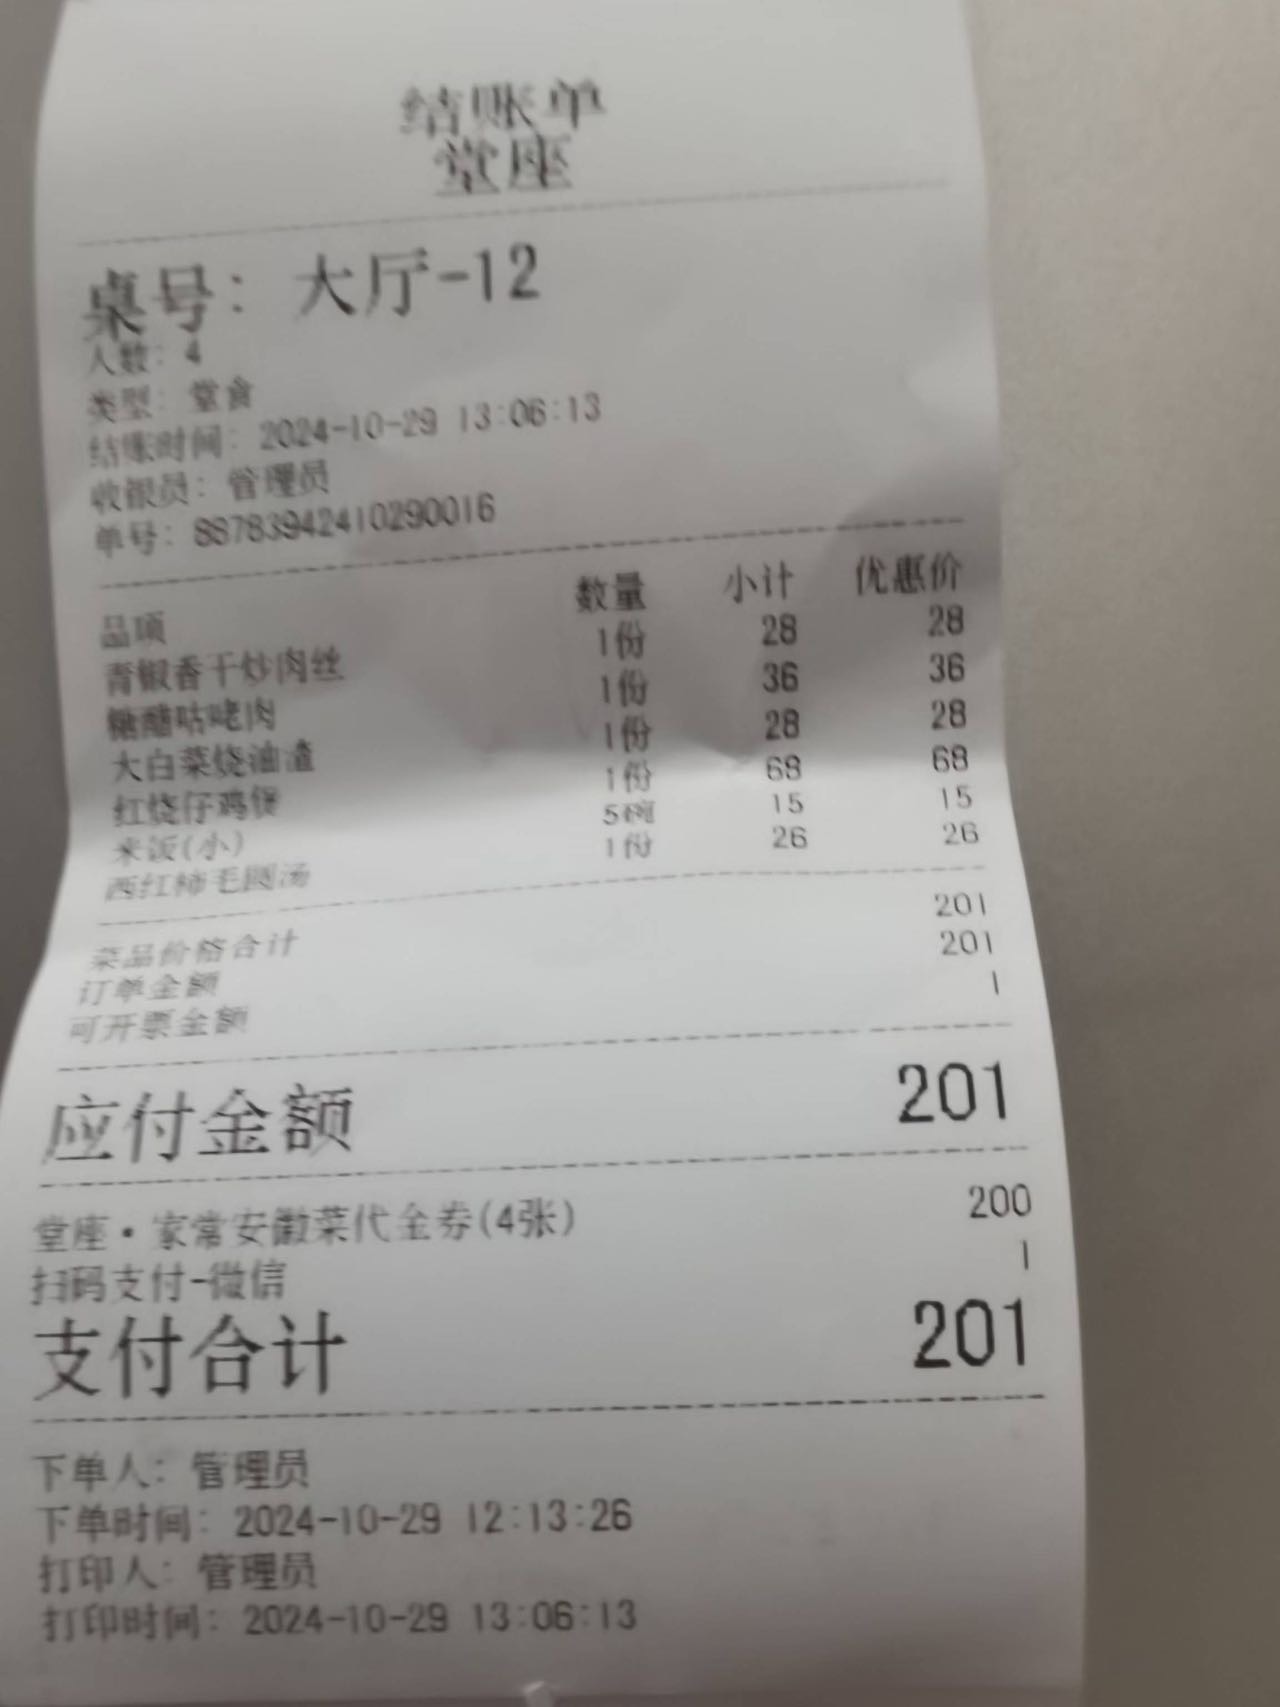 结账单
堂座
桌号: 大厅-12
人数: 4
类型: 堂食
结账时间: 2024-10-29 13:06:13
收银员: 管理员
单号: 88783942410290016
品项 数量 小计 优惠价
青椒香干炒肉丝 1份 28 28
糖醋咕咾肉 1份 36 36
大白菜烧油渣 1份 28 28
红烧仔鸡煲 1份 68 68
米饭(小) 5碗 15 15
西红柿毛圆汤 1份 26 26
菜品价格合计 201
订单金额 201
可开票金额 1
应付金额 201
堂座·家常安徽菜代金券(4张) 200
扫码支付-微信 1
支付合计 201
下单人: 管理员
下单时间: 2024-10-29 12:13:26
打印人: 管理员
打印时间: 2024-10-29 13:06:13